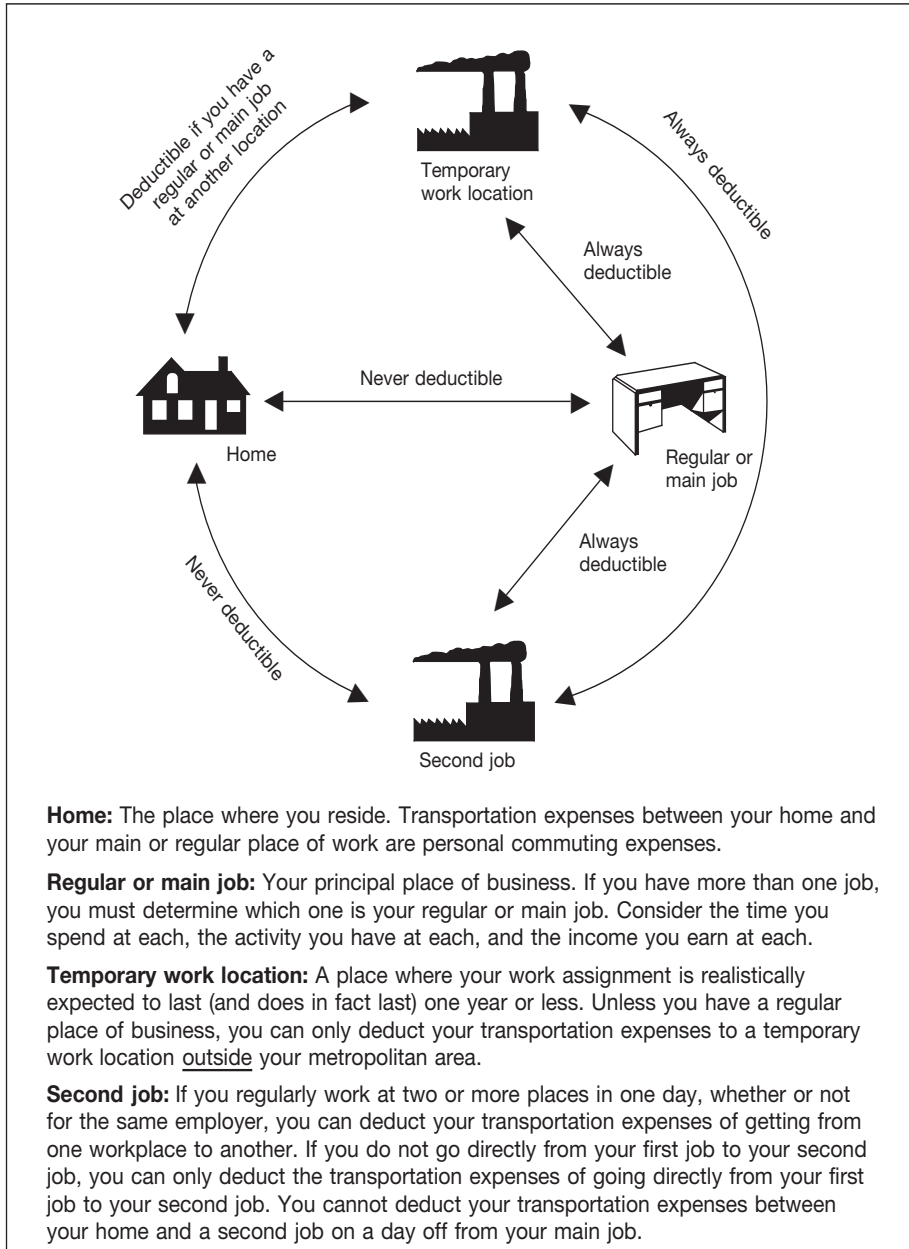 Deductible if you have a
regular or main job
at another location
Temporary
work location
Always deductible
Always
deductible
Never deductible
Home
Regular or
main job
Never deductible
Always
deductible
Second job
Home: The place where you reside. Transportation expenses between your home and
your main or regular place of work are personal commuting expenses.
Regular or main job: Your principal place of business. If you have more than one job,
you must determine which one is your regular or main job. Consider the time you
spend at each, the activity you have at each, and the income you earn at each.
Temporary work location: A place where your work assignment is realistically
expected to last (and does in fact last) one year or less. Unless you have a regular
place of business, you can only deduct your transportation expenses to a temporary
work location outside your metropolitan area.
Second job: If you regularly work at two or more places in one day, whether or not
for the same employer, you can deduct your transportation expenses of getting from
one workplace to another. If you do not go directly from your first job to your second
job, you can only deduct the transportation expenses of going directly from your first
job to your second job. You cannot deduct your transportation expenses between
your home and a second job on a day off from your main job.